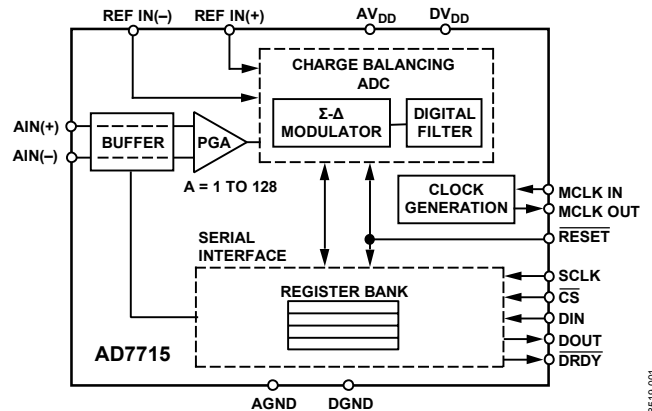 REF IN(–) REF IN(+) AVDD DVDD
CHARGE BALANCING
ADC
AIN(+)
AIN(–)
BUFFER
PGA
A = 1 TO 128
Σ-Δ
MODULATOR
DIGITAL
FILTER
CLOCK
GENERATION
MCLK IN
MCLK OUT
RESET
SERIAL
INTERFACE
REGISTER BANK
SCLK
CS
DIN
DOUT
DRDY
AD7715
AGND DGND